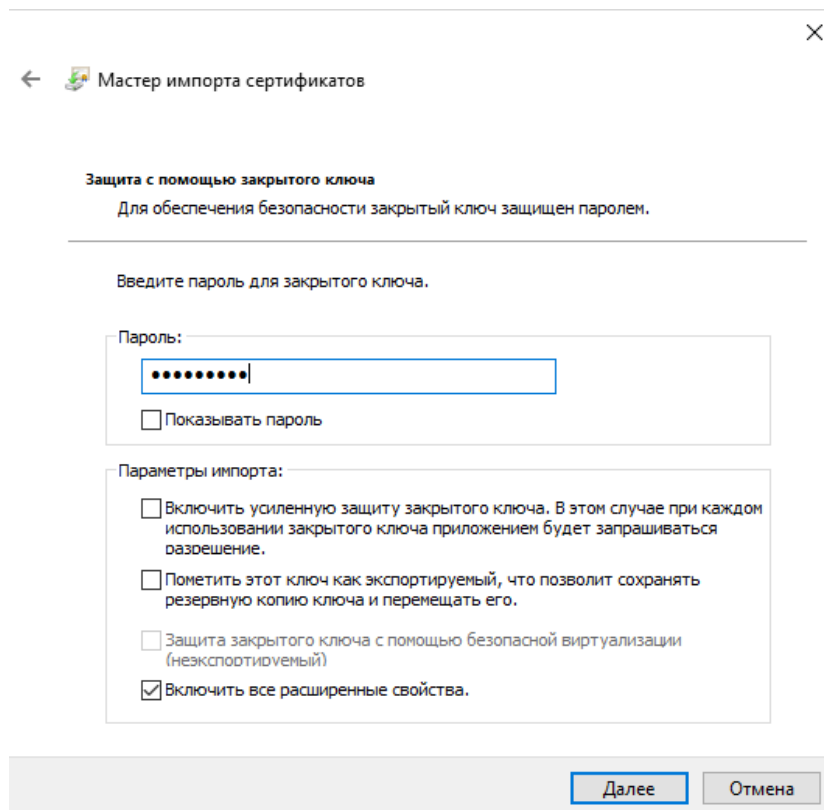 Мастер импорта сертификатов
Защита с помощью закрытого ключа
Для обеспечения безопасности закрытый ключ защищен паролем.
Введите пароль для закрытого ключа.
Пароль:
•••••••••
Показывать пароль
Параметры импорта:
Включить усиленную защиту закрытого ключа. В этом случае при каждом
использовании закрытого ключа приложением будет запрашиваться
разрешение.
Пометить этот ключ как экспортируемый, что позволит сохранять
резервную копию ключа и перемещать его.
Защита закрытого ключа с помощью безопасной виртуализации
(неэкспортируемый)
Включить все расширенные свойства.
Далее
Отмена